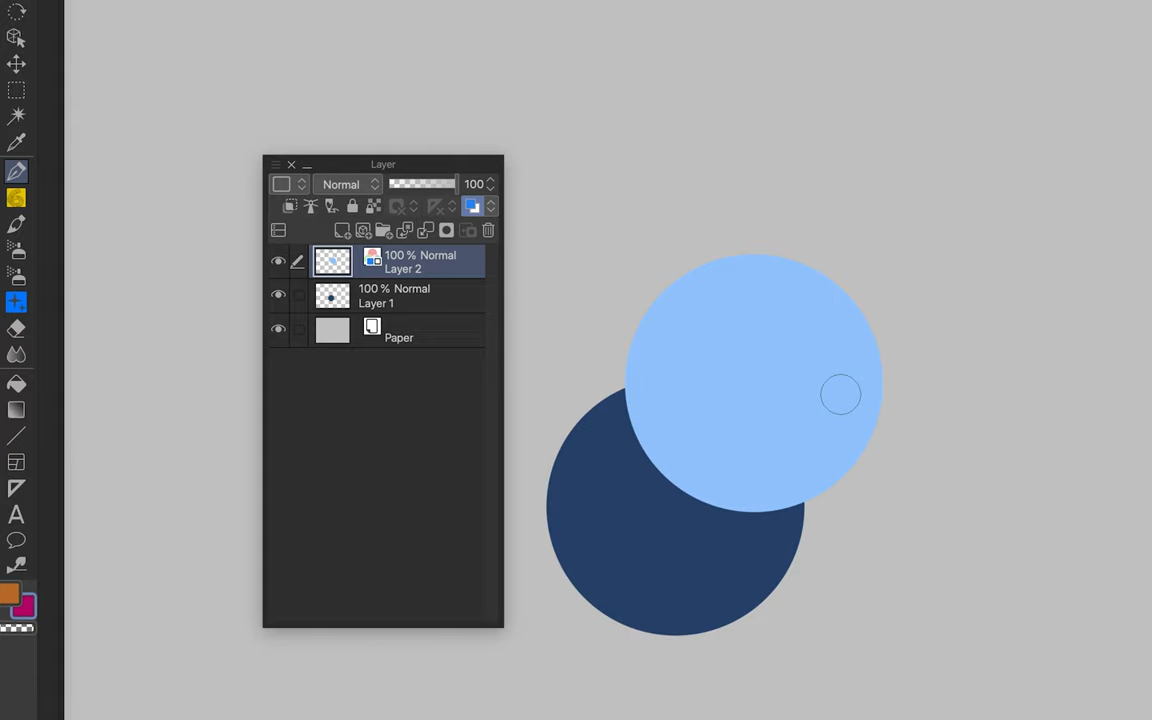 Layer
Normal 100
100 % Normal
Layer 2
100 % Normal
Layer 1
Paper